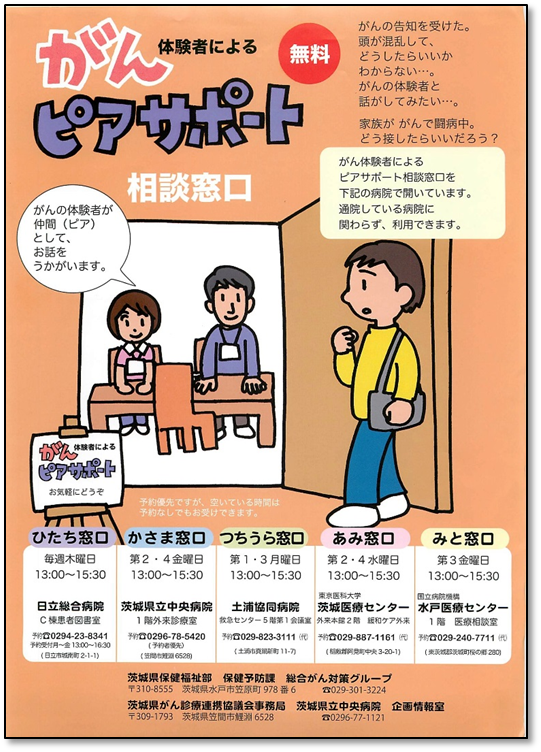 がん
体験者による
無料
ピアサポート
相談窓口
がんの告知を受けた。
頭が混乱して、
どうしたらいいか
わからない…。
がんの体験者と
話がしてみたい…。
家族が がんで闘病中。
どう接したらいいだろう？
がん体験者による
ピアサポート相談窓口を
下記の病院で開いています。
通院している病院に
関わらず、利用できます。
がんの体験者が
仲間（ピア）
として、
お話を
うかがいます。
がん 体験者による
ピアサポート
お気軽にどうぞ
予約優先ですが、空いている時間は
予約なしでもお受けできます。
ひたち窓口
毎週木曜日
13:00〜15:30
日立総合病院
C棟患者図書室
予約☎0294-23-8341
予約受付月〜金 13:00〜16:30
(日立市城南町 2-1-1)
かさま窓口
第2・4金曜日
13:00〜15:30
茨城県立中央病院
1階外来診療室
予約☎0296-78-5420
(予約者優先)
(笠間市鯉淵 6528)
つちうら窓口
第1・3月曜日
13:00〜15:30
土浦協同病院
救急センター5階第1会議室
予約☎029-823-3111 (代)
(土浦市真鍋新町 11-7)
あみ窓口
第2・4水曜日
13:00〜15:30
東京医科大学
茨城医療センター
外来本館2階 緩和ケア外来
予約☎029-887-1161 (代)
(稲敷郡阿見町中央 3-20-1)
みと窓口
第3金曜日
13:00〜15:30
国立病院機構
水戸医療センター
1階 医療相談室
予約☎029-240-7711 (代)
(東茨城郡茨城町桜の郷 280)
茨城県保健福祉部 保健予防課 総合がん対策グループ
〒310-8555 茨城県水戸市笠原町 978 番 6 ☎029-301-3224
茨城県がん診療連携協議会事務局 茨城県立中央病院 企画情報室
〒309-1793 茨城県笠間市鯉淵 6528 ☎0296-77-1121